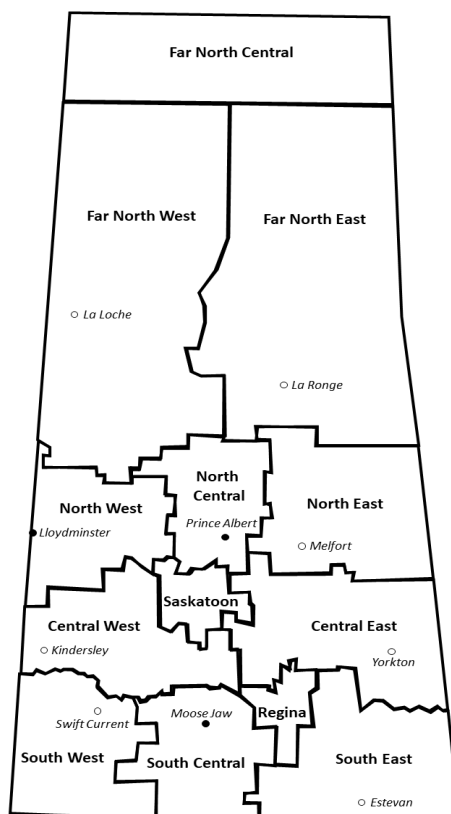 Far North Central
Far North West
Far North East
La Loche
La Ronge
North
Central
North West
North East
Prince Albert
Lloydminster
Melfort
Saskatoon
Central West
Central East
Kindersley
Yorkton
Swift Current
Moose Jaw
Regina
South West
South Central
South East
Estevan